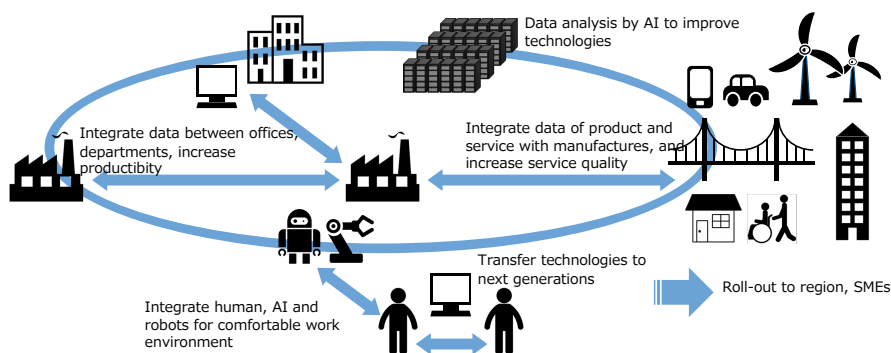 Data analysis by AI to improve
technologies
Integrate data between offices,
departments, increase
productibity
Integrate data of product and
service with manufactures, and
increase service quality
Transfer technologies to
next generations
Integrate human, AI and
robots for comfortable work
environment
Roll-out to region, SMEs